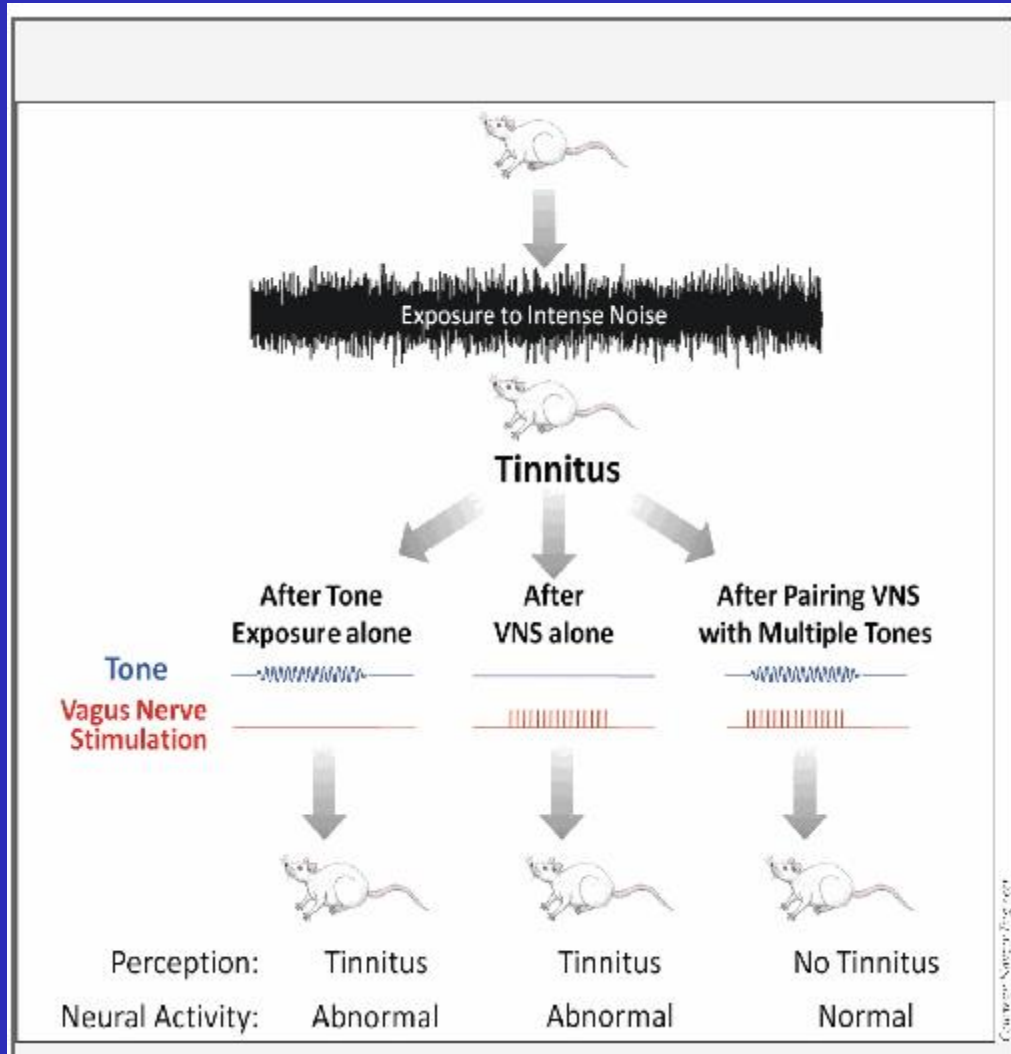 Exposure to Intense Noise
Tinnitus
After Tone
Exposure alone
After
VNS alone
After Pairing VNS
with Multiple Tones
Tone
Vagus Nerve
Stimulation
Perception: Tinnitus Tinnitus No Tinnitus
Neural Activity: Abnormal Abnormal Normal